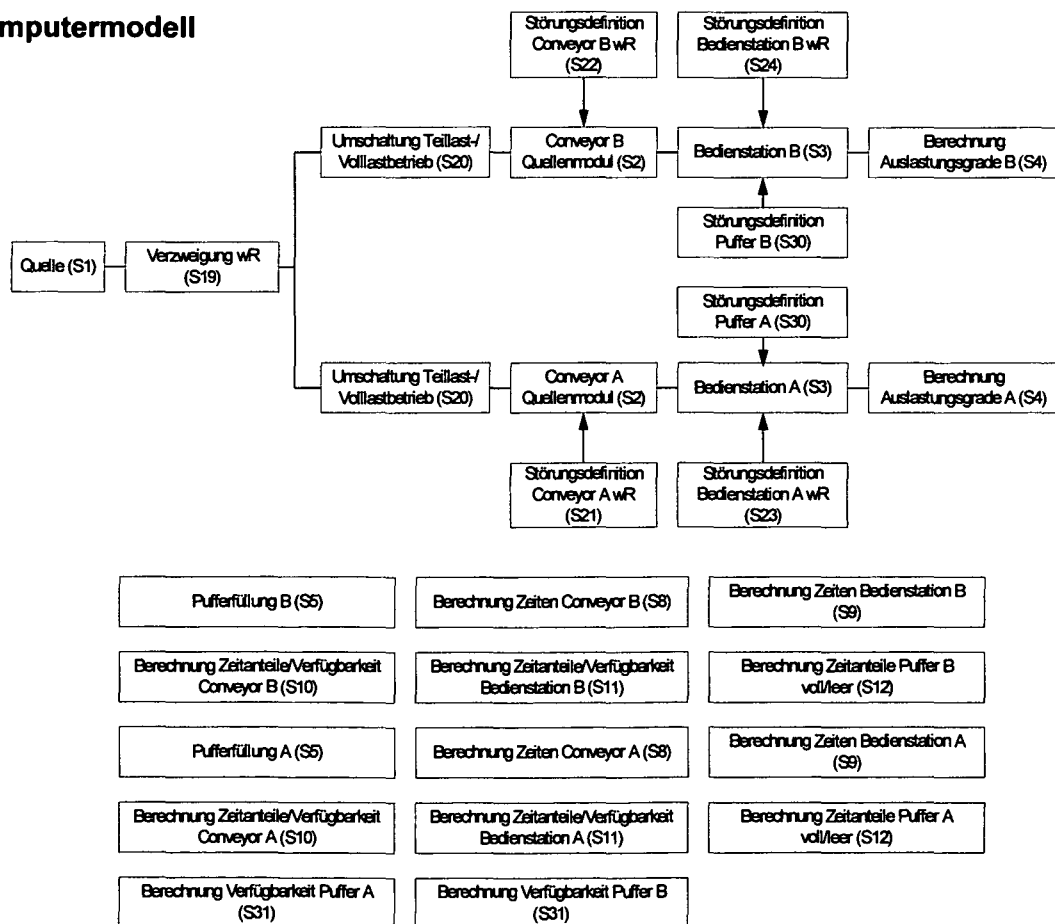 mputermodell
Störungsdefinition
Conveyor B wR
(S22)
Störungsdefinition
Bedienstation B wR
(S24)
Umschaltung Teillast-/
Volllastbetrieb (S20)
Conveyor B
Quellenmodul (S2)
Bedienstation B (S3)
Berechnung
Auslastungsgrade B (S4)
Störungsdefinition
Puffer B (S30)
Quelle (S1)
Verzweigung wR
(S19)
Störungsdefinition
Puffer A (S30)
Umschaltung Teillast-/
Volllastbetrieb (S20)
Conveyor A
Quellenmodul (S2)
Bedienstation A (S3)
Berechnung
Auslastungsgrade A (S4)
Störungsdefinition
Conveyor A wR
(S21)
Störungsdefinition
Bedienstation A wR
(S23)
Pufferfüllung B (S5)
Berechnung Zeiten Conveyor B (S8)
Berechnung Zeiten Bedienstation B
(S9)
Berechnung Zeitanteile/Verfügbarkeit
Conveyor B (S10)
Berechnung Zeitanteile/Verfügbarkeit
Bedienstation B (S11)
Berechnung Zeitanteile Puffer B
voll/leer (S12)
Pufferfüllung A (S5)
Berechnung Zeiten Conveyor A (S8)
Berechnung Zeiten Bedienstation A
(S9)
Berechnung Zeitanteile/Verfügbarkeit
Conveyor A (S10)
Berechnung Zeitanteile/Verfügbarkeit
Bedienstation A (S11)
Berechnung Zeitanteile Puffer A
voll/leer (S12)
Berechnung Verfügbarkeit Puffer A
(S31)
Berechnung Verfügbarkeit Puffer B
(S31)